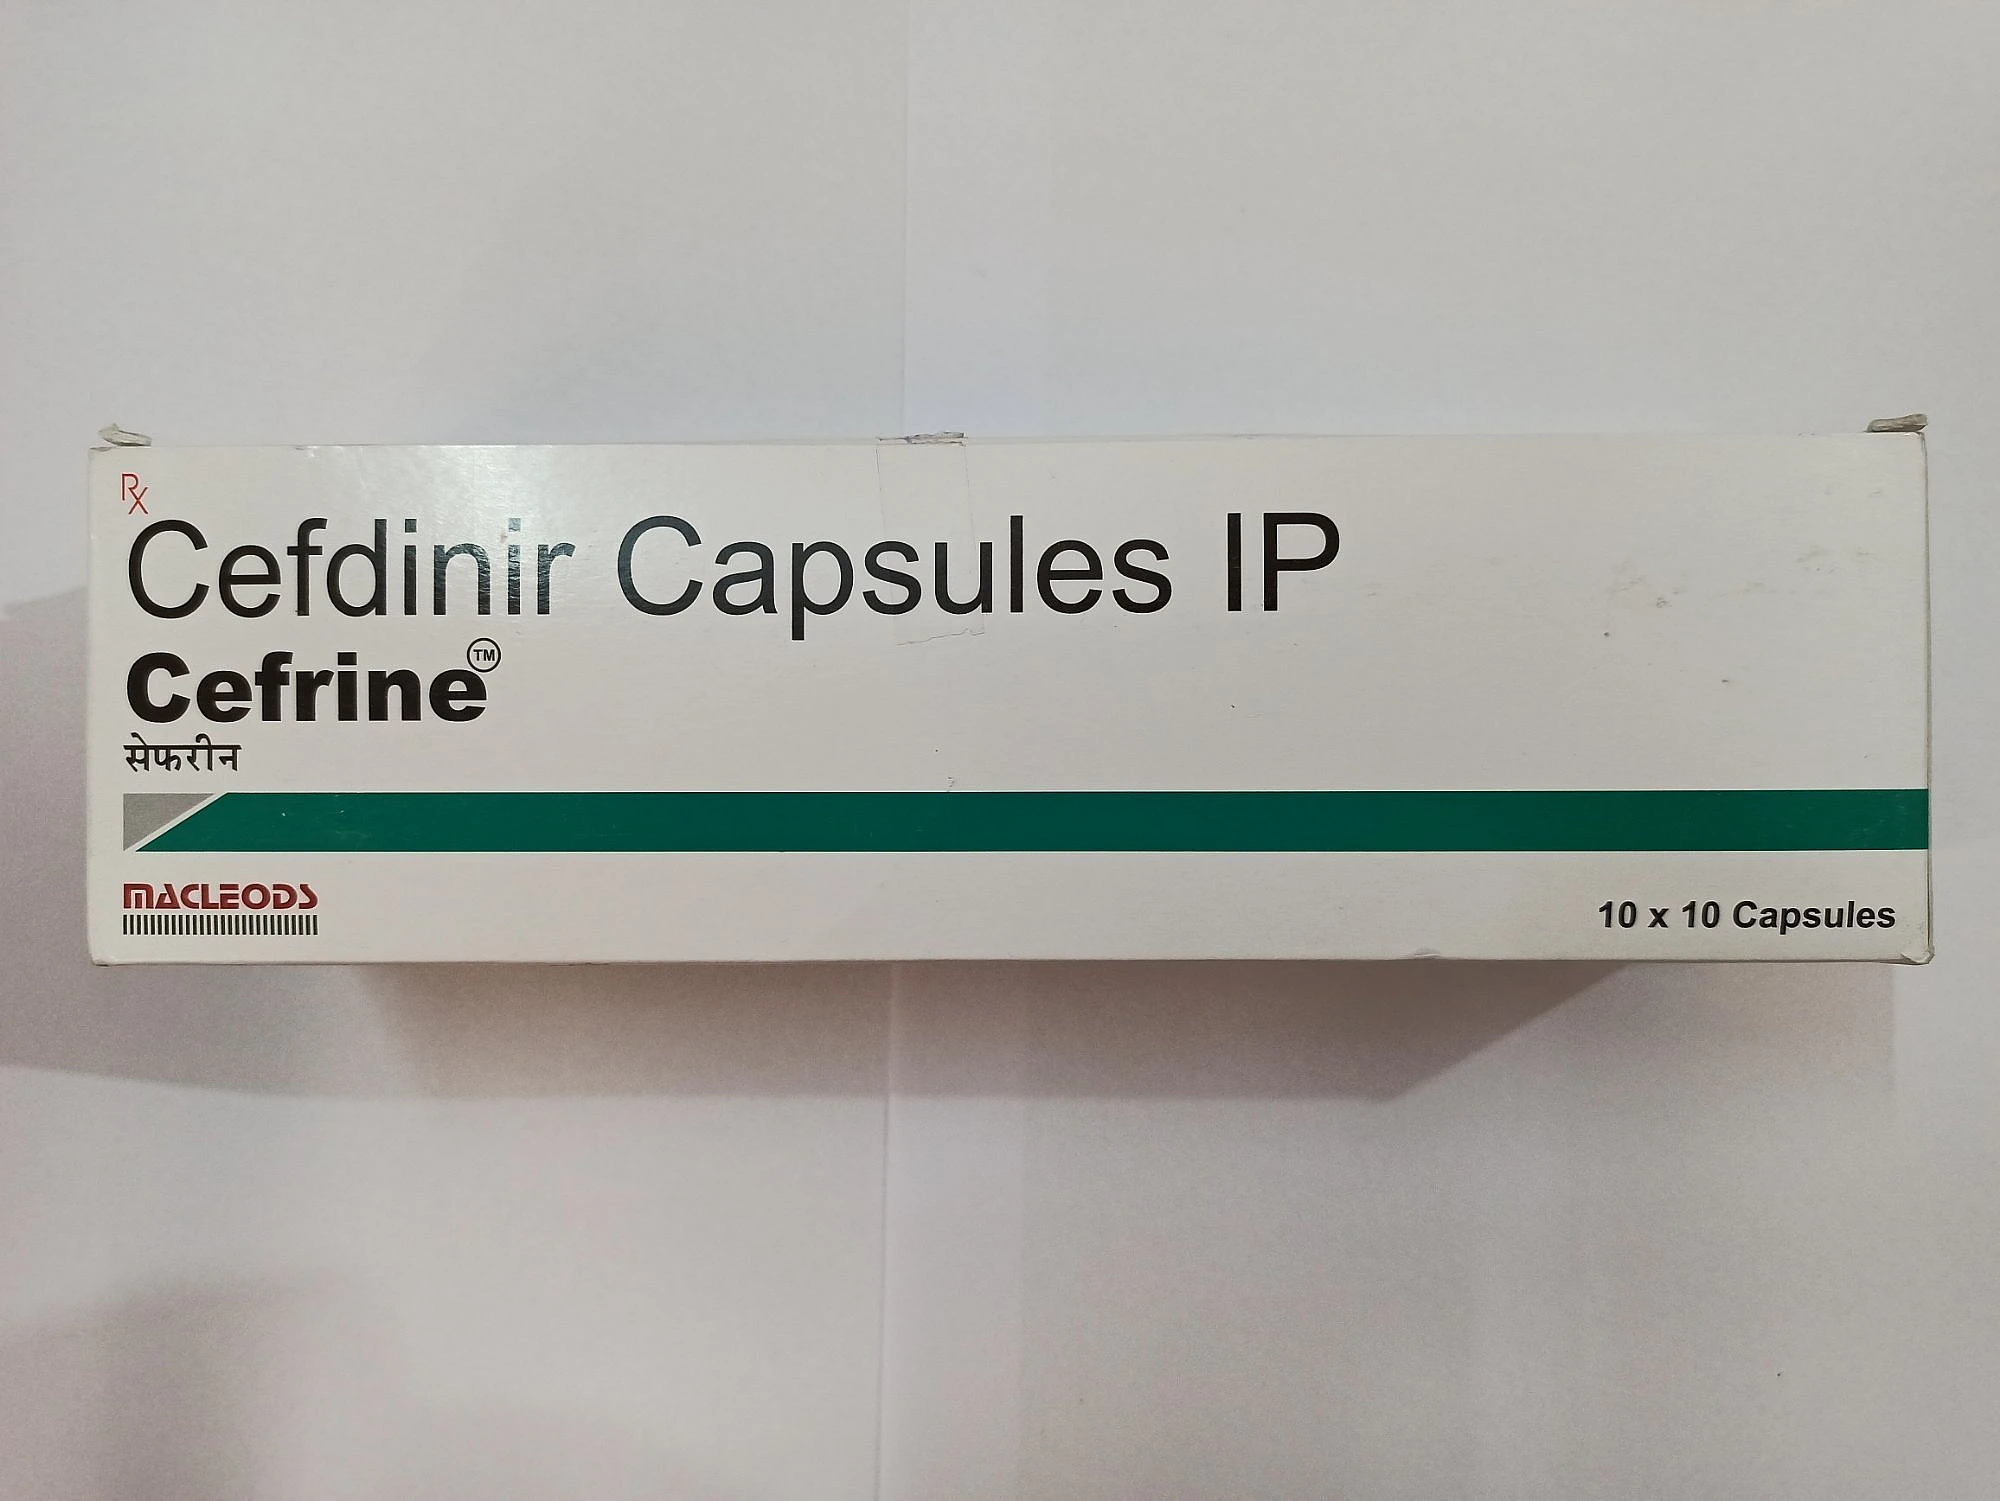 Rx
Cefdinir Capsules IP
Cefrine™
सेफरीन
MACLEODS
10 x 10 Capsules